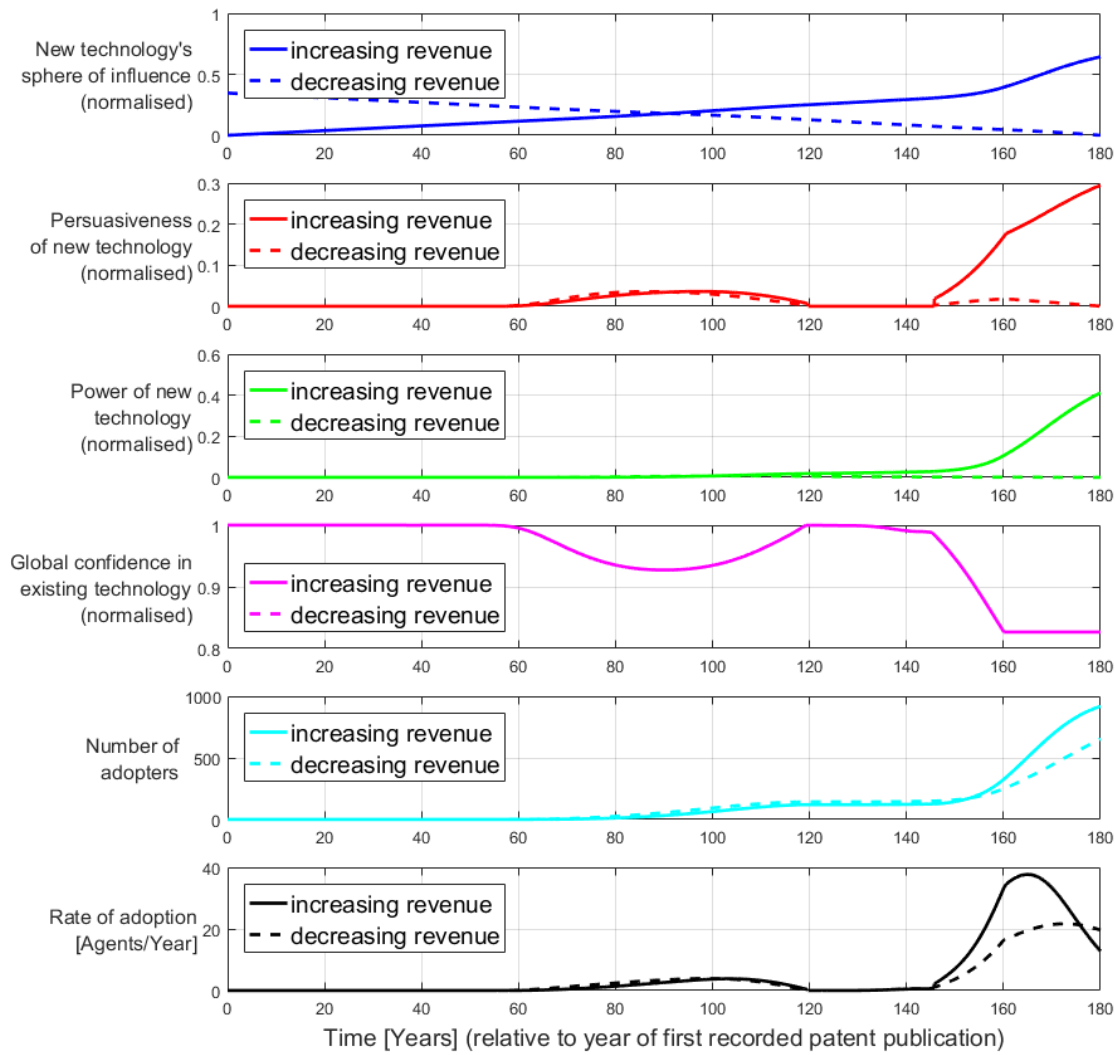 1
New technology's
sphere of influence
(normalised)
0.5
0
increasing revenue
decreasing revenue
0 20 40 60 80 100 120 140 160 180
0.3
Persuasiveness
of new technology
(normalised)
0.2
0.1
0
increasing revenue
decreasing revenue
0 20 40 60 80 100 120 140 160 180
0.6
Power of new
technology
(normalised)
0.4
0.2
0
increasing revenue
decreasing revenue
0 20 40 60 80 100 120 140 160 180
1
Global confidence in
existing technology
(normalised)
0.9
0.8
increasing revenue
decreasing revenue
0 20 40 60 80 100 120 140 160 180
1000
Number of
adopters
500
0
increasing revenue
decreasing revenue
0 20 40 60 80 100 120 140 160 180
40
Rate of adoption
[Agents/Year]
20
0
increasing revenue
decreasing revenue
0 20 40 60 80 100 120 140 160 180
Time [Years] (relative to year of first recorded patent publication)